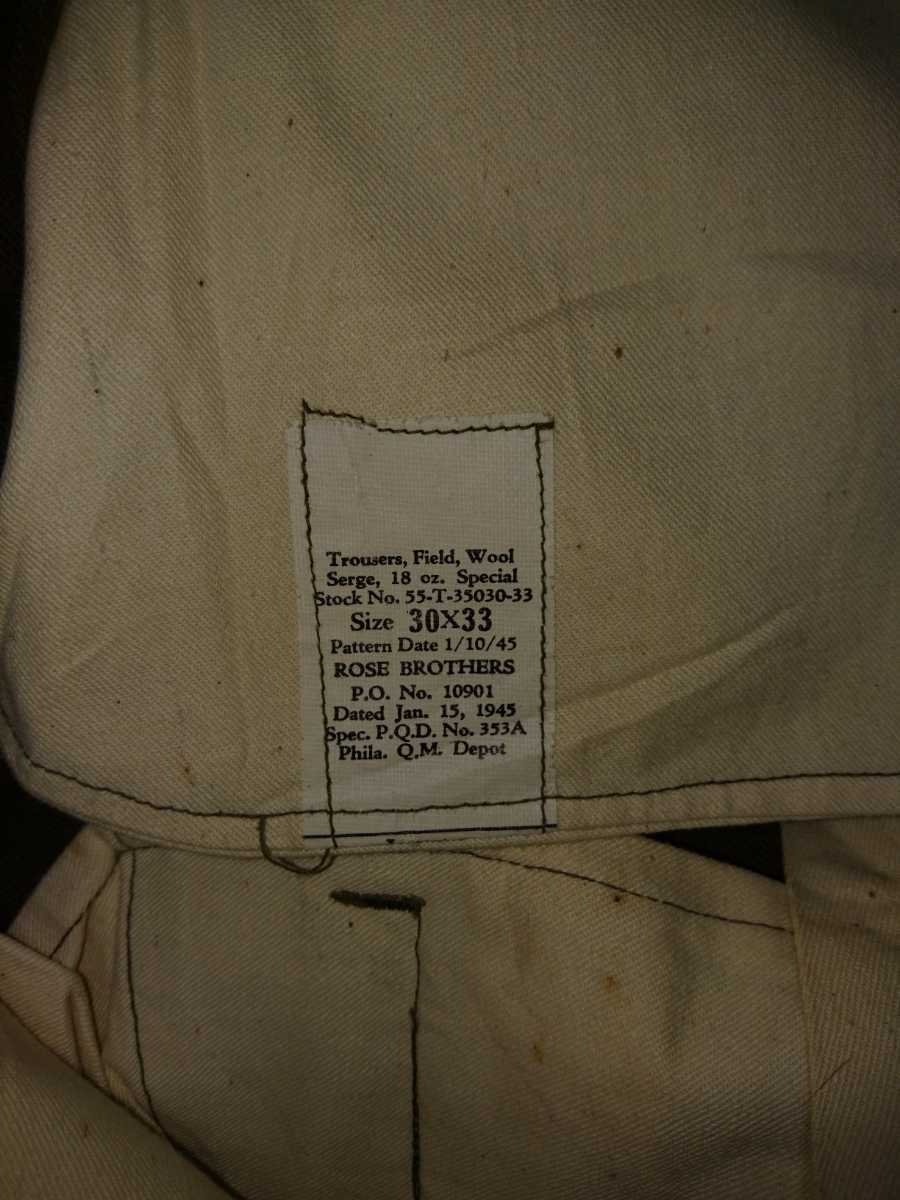 Trousers, Field, Wool
Serge, 18 oz. Special
Stock No. 55-T-35030-33
Size 30X33
Pattern Date 1/10/45
ROSE BROTHERS
P.O. No. 10901
Dated Jan. 15, 1945
Spec. P.Q.D. No. 353A
Phila. Q.M. Depot